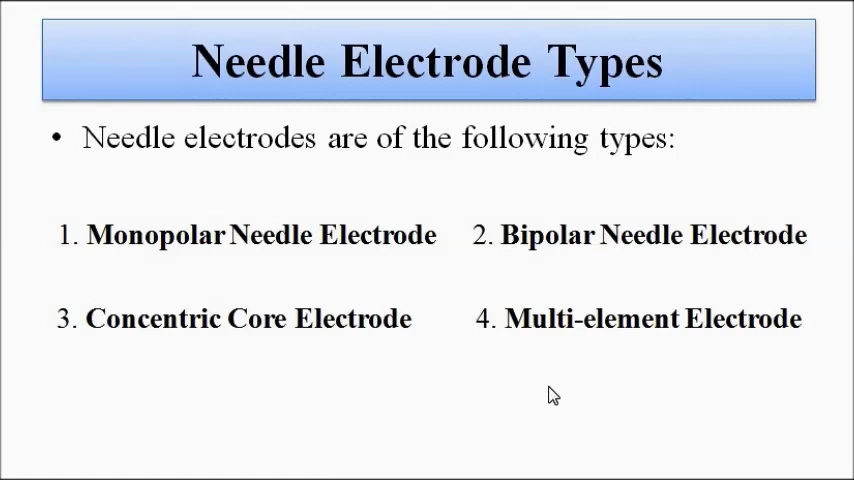 Needle Electrode Types
• Needle electrodes are of the following types:
1. Monopolar Needle Electrode 2. Bipolar Needle Electrode
3. Concentric Core Electrode 4. Multi-element Electrode